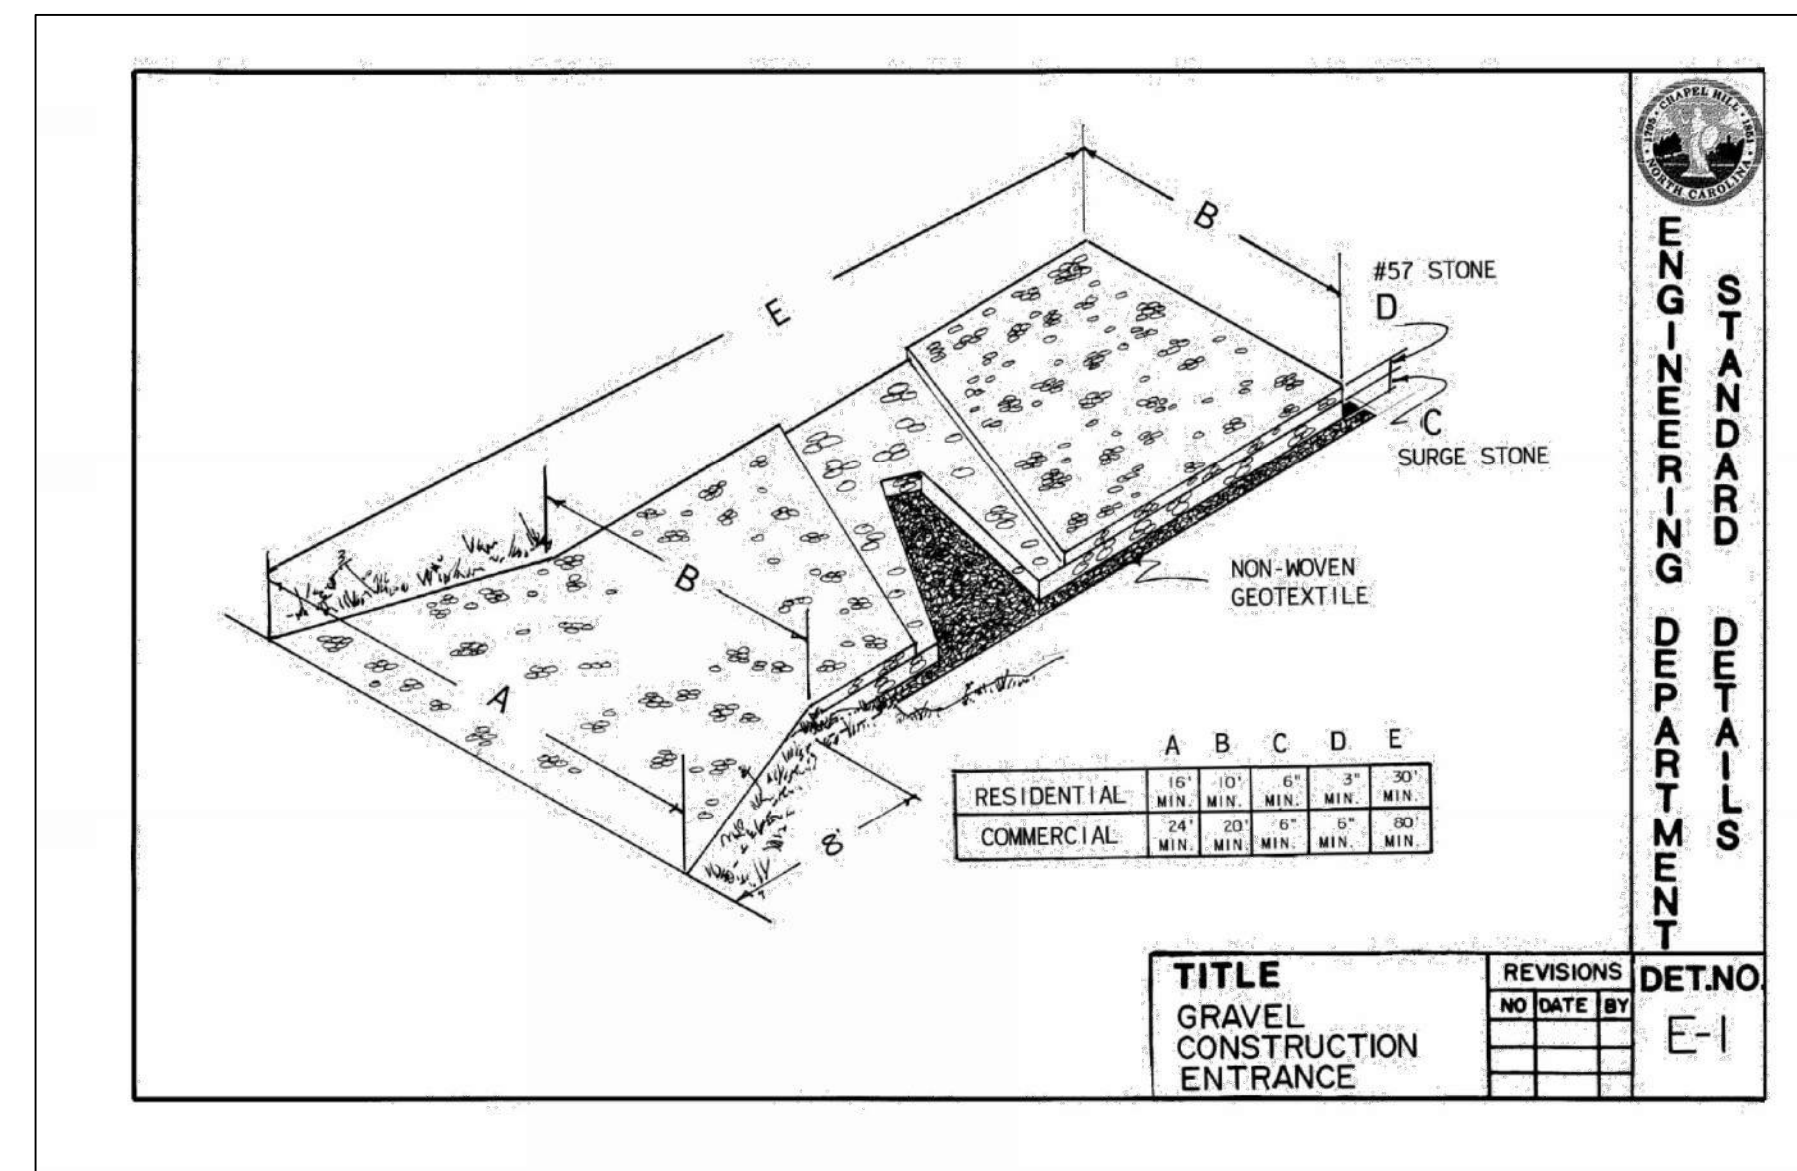 B
#57 STONE
D
E
C
SURGE STONE
B
NON-WOVEN
GEOTEXTILE
A
8'
A B C D E
RESIDENTIAL 16' MIN. 10' MIN. 6" MIN. 3" MIN. 30' MIN.
COMMERCIAL 24' MIN. 20' MIN. 6" MIN. 6" MIN. 80' MIN.
CHAPEL HILL
1795 1851
NORTH CAROLINA
ENGINEERING DEPARTMENT
STANDARD DETAILS
TITLE
GRAVEL
CONSTRUCTION
ENTRANCE
REVISIONS
NO DATE BY
DET.NO.
E-1